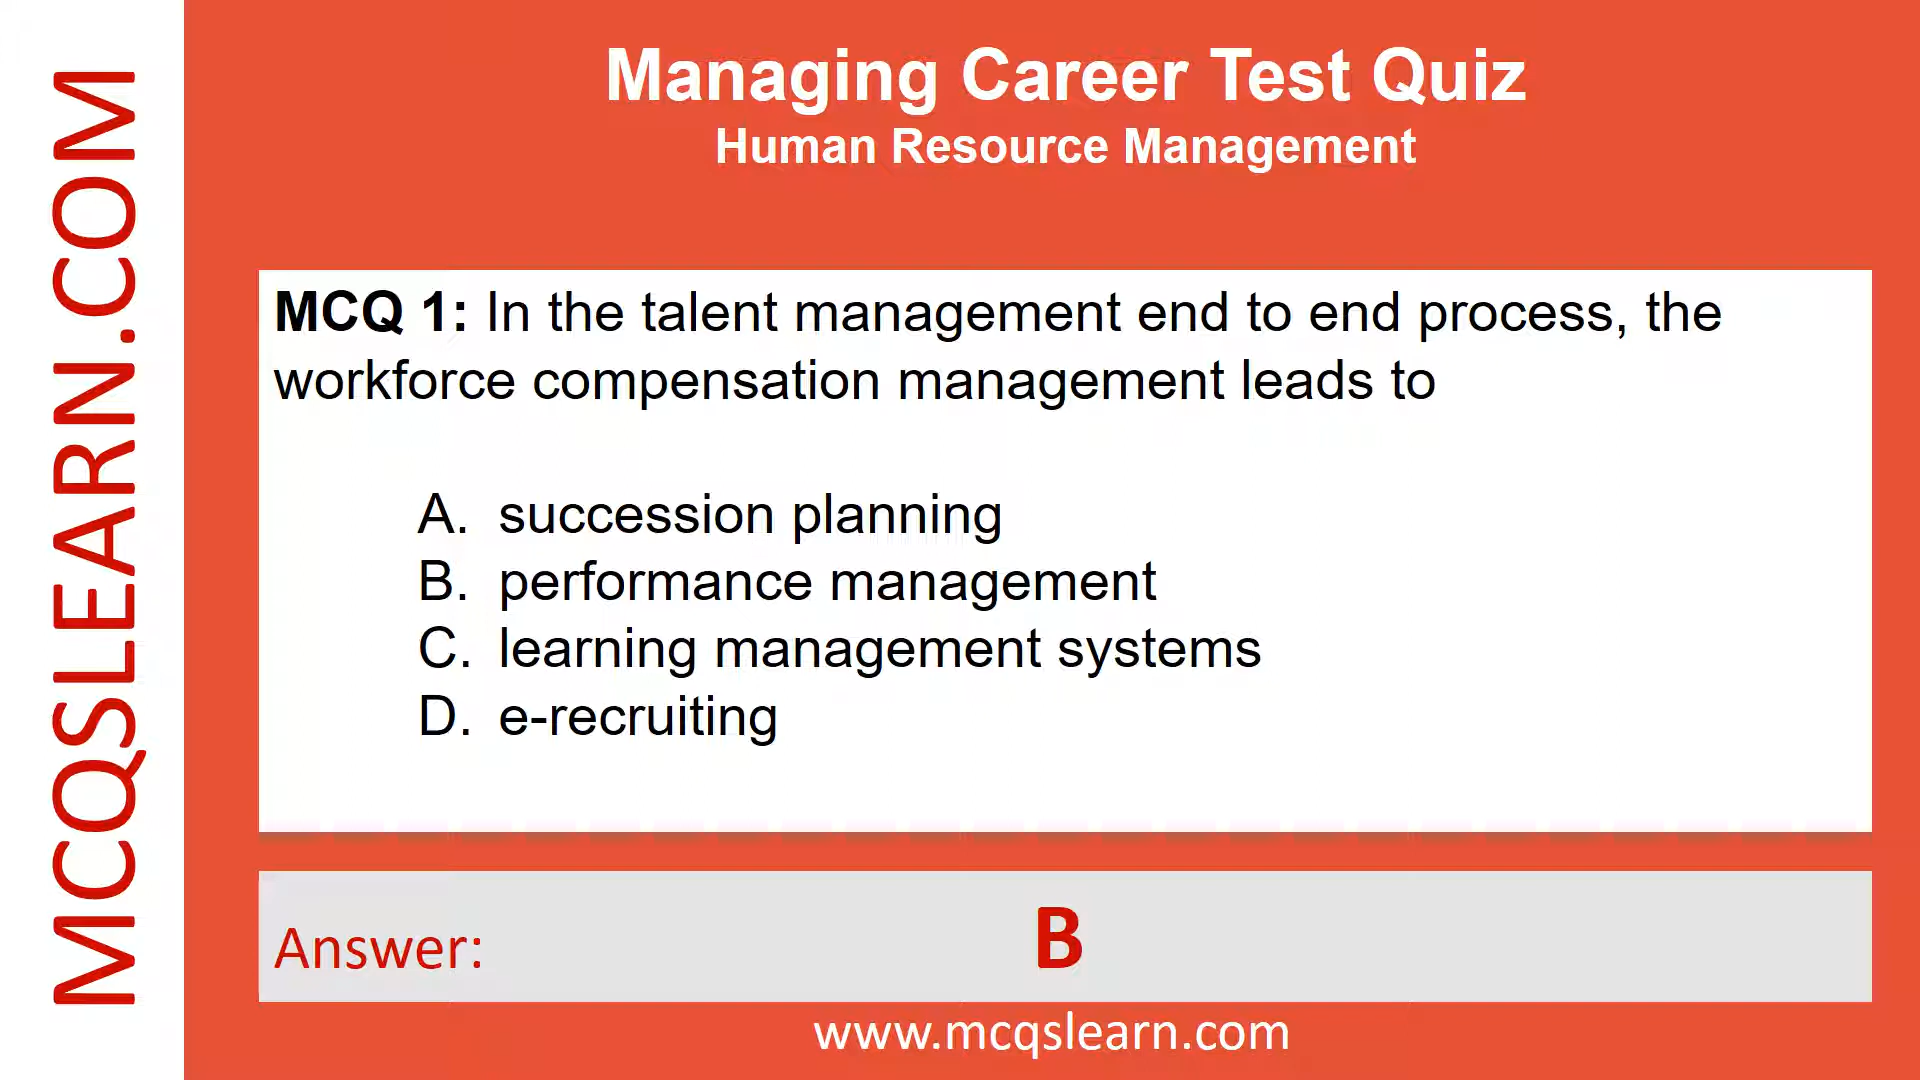 MCQSLEARN.COM
Managing Career Test Quiz
Human Resource Management
MCQ 1: In the talent management end to end process, the
workforce compensation management leads to
A. succession planning
B. performance management
C. learning management systems
D. e-recruiting
Answer: B
www.mcqslearn.com